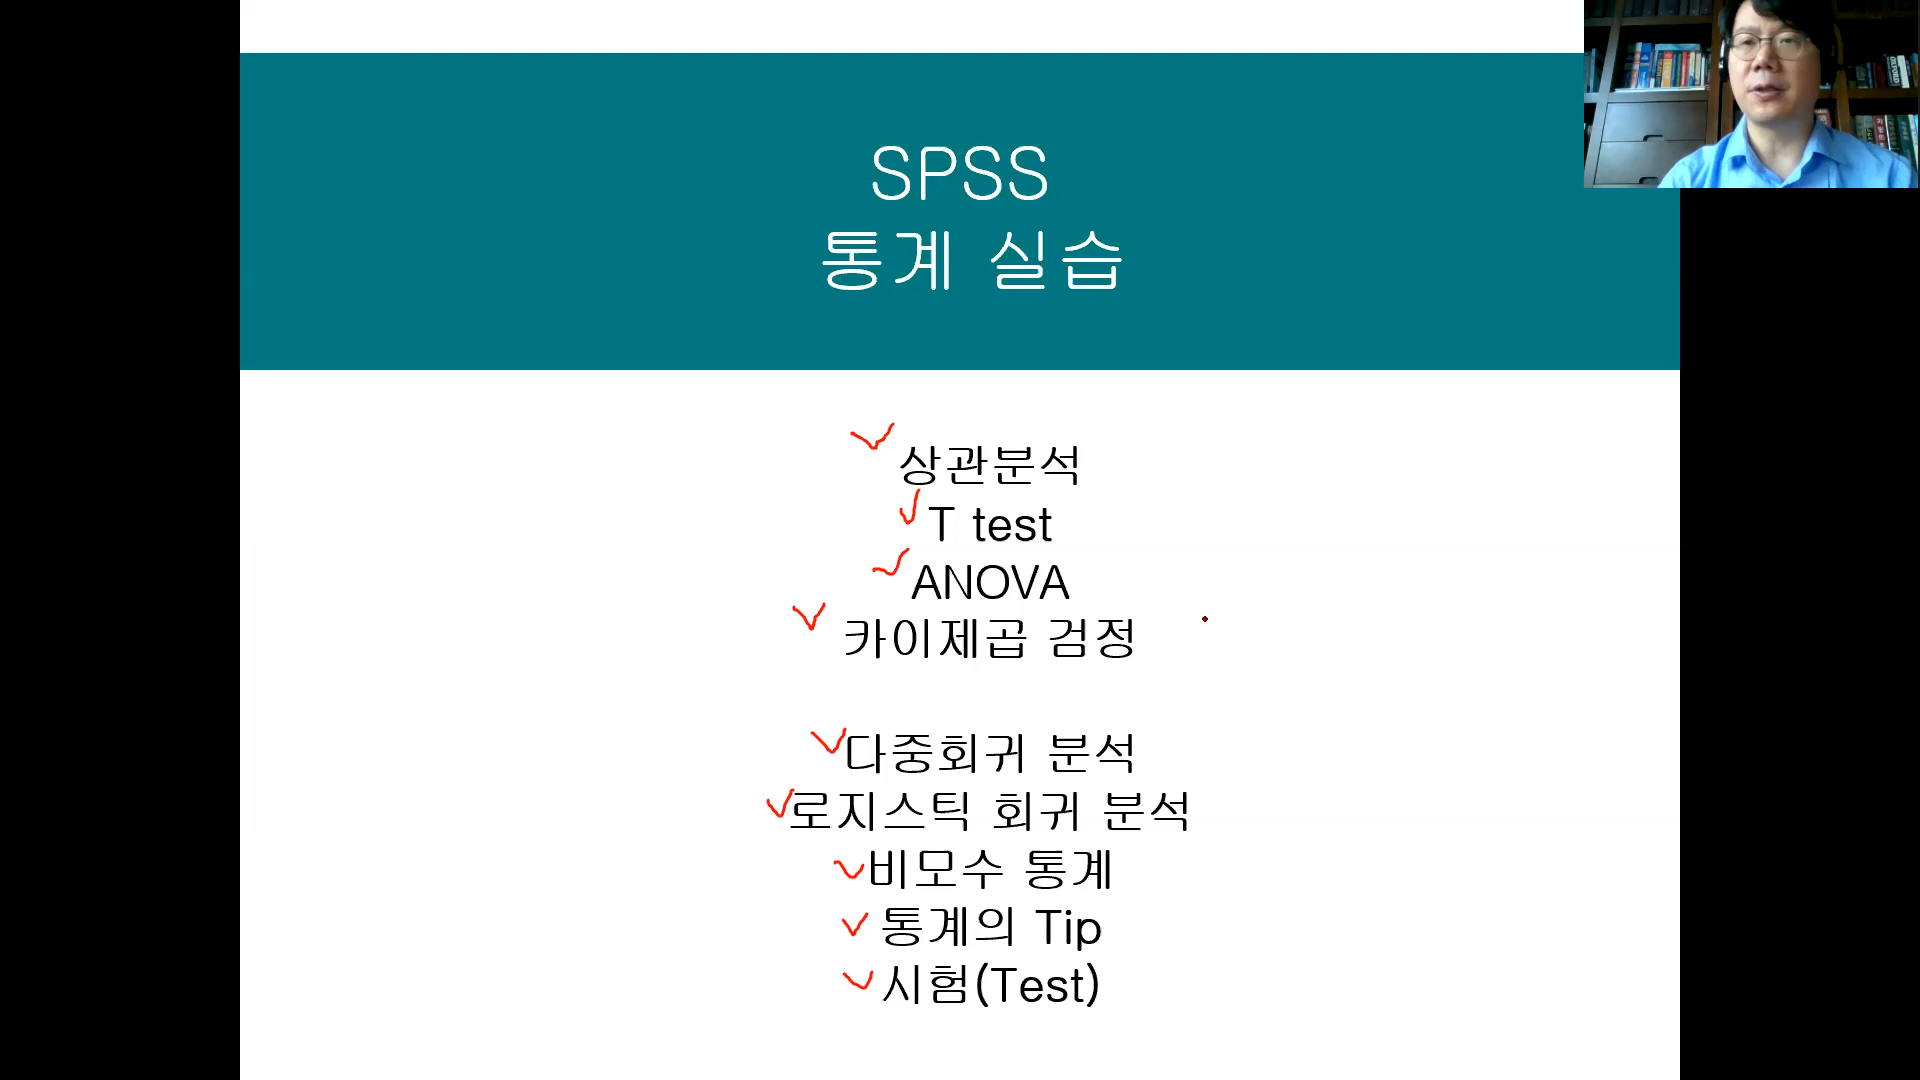 SPSS
통계 실습
상관분석
T test
ANOVA
카이제곱 검정
다중회귀 분석
로지스틱 회귀 분석
비모수 통계
통계의 Tip
시험(Test)